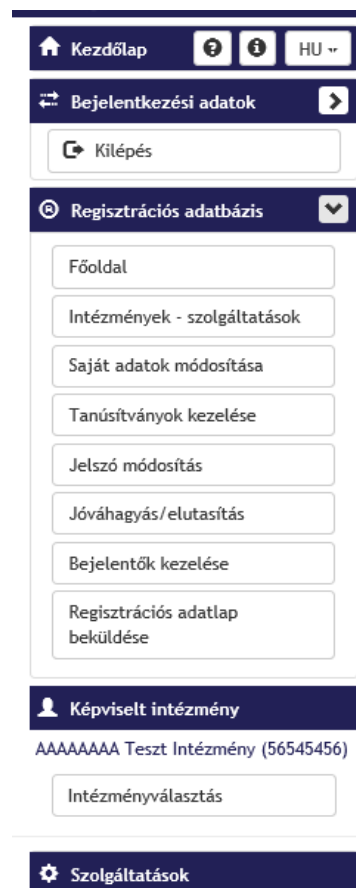 Kezdőlap HU
Bejelentkezési adatok
Kilépés
Regisztrációs adatbázis
Főoldal
Intézmények - szolgáltatások
Saját adatok módosítása
Tanúsítványok kezelése
Jelszó módosítás
Jóváhagyás/elutasítás
Bejelentők kezelése
Regisztrációs adatlap
beküldése
Képviselt intézmény
AAAAAAAA Teszt Intézmény (56545456)
Intézményválasztás
Szolgáltatások